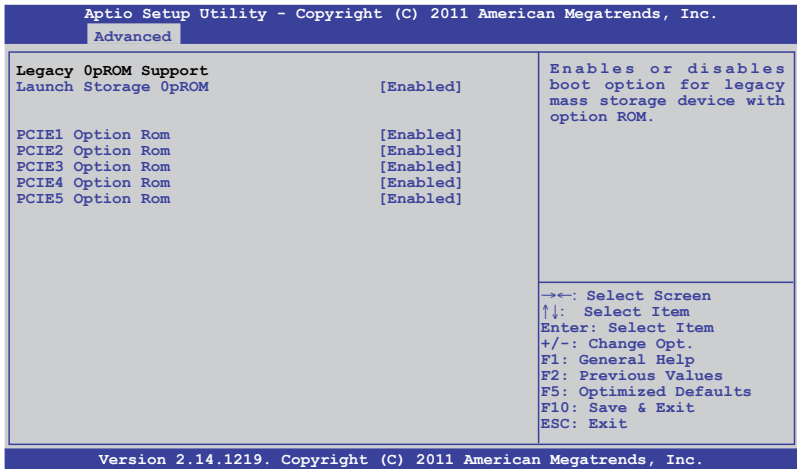 Aptio Setup Utility - Copyright (C) 2011 American Megatrends, Inc.
Advanced
Legacy 0pROM Support
Launch Storage 0pROM [Enabled]
PCIE1 Option Rom [Enabled]
PCIE2 Option Rom [Enabled]
PCIE3 Option Rom [Enabled]
PCIE4 Option Rom [Enabled]
PCIE5 Option Rom [Enabled]
Enables or disables
boot option for legacy
mass storage device with
option ROM.
→←: Select Screen
↑↓: Select Item
Enter: Select Item
+/-: Change Opt.
F1: General Help
F2: Previous Values
F5: Optimized Defaults
F10: Save & Exit
ESC: Exit
Version 2.14.1219. Copyright (C) 2011 American Megatrends, Inc.